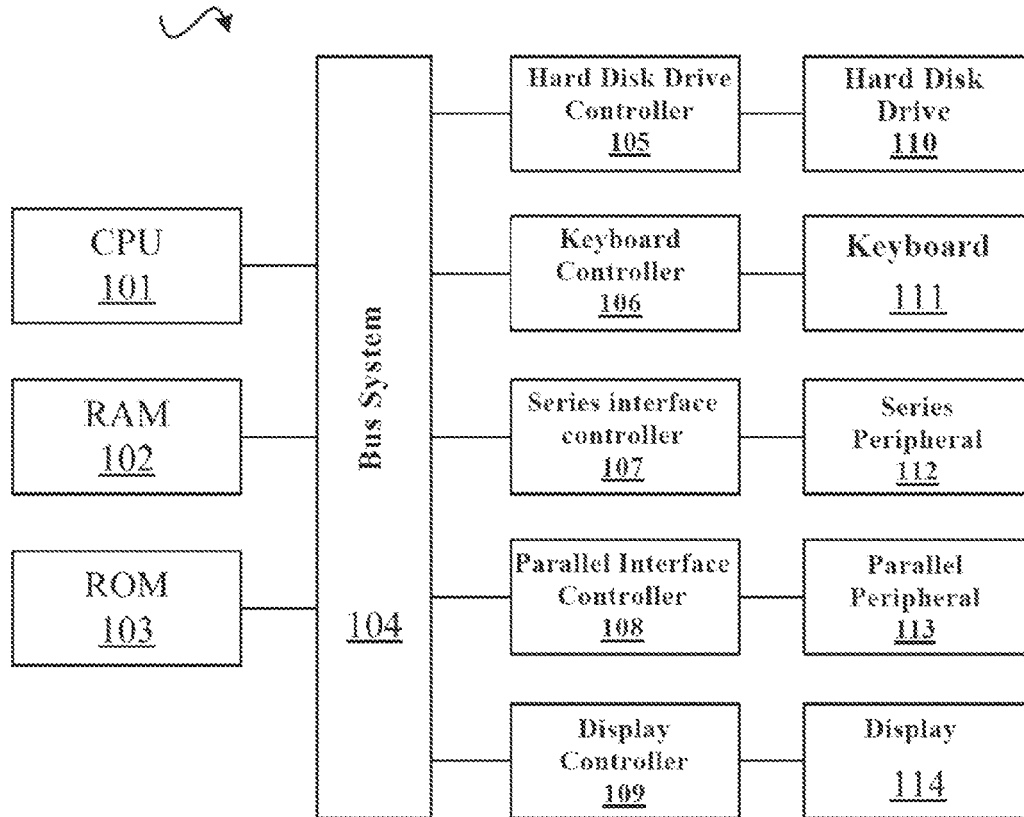 CPU
101
RAM
102
ROM
103
Bus System
104
Hard Disk Drive
Controller
105
Keyboard
Controller
106
Series interface
controller
107
Parallel Interface
Controller
108
Display
Controller
109
Hard Disk
Drive
110
Keyboard
111
Series
Peripheral
112
Parallel
Peripheral
113
Display
114